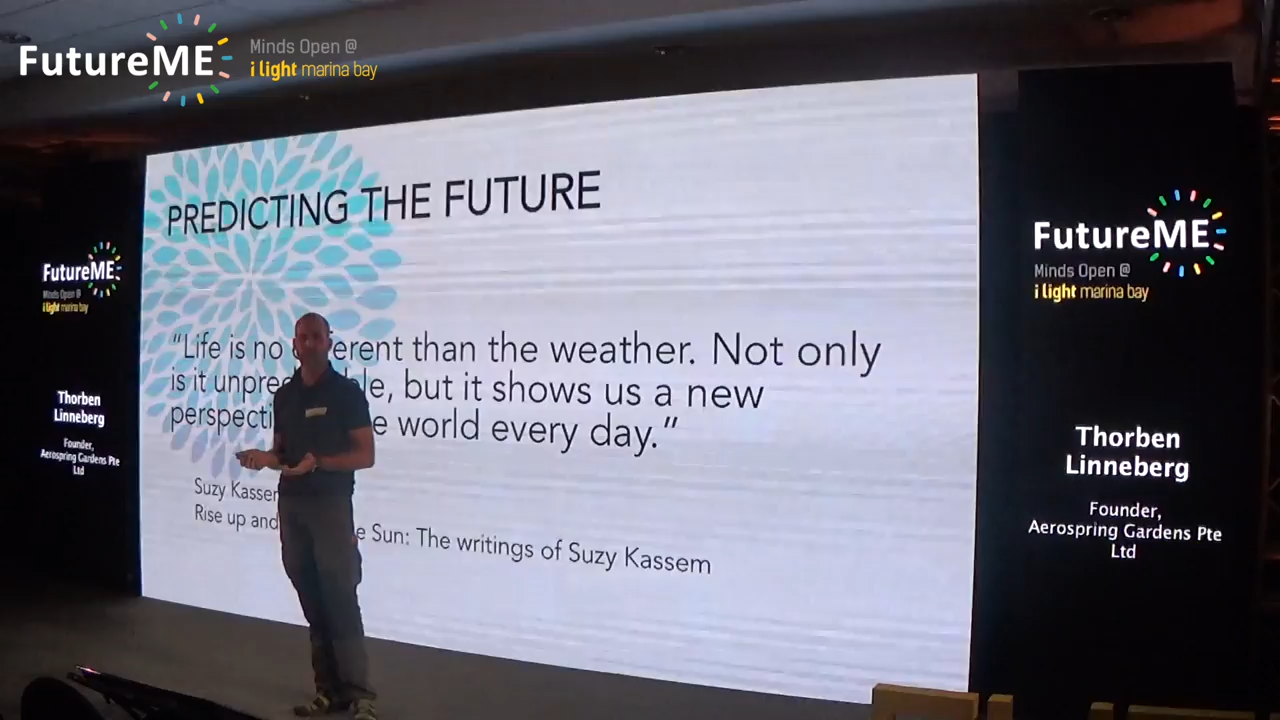 FutureME
Minds Open @
i light marina bay
PREDICTING THE FUTURE
“Life is no erent than the weather. Not only
is it unpre le, but it shows us a new
perspecti e world every day.”
Suzy Kasse
Rise up and e Sun: The writings of Suzy Kassem
FutureME
Minds Open @
i light marina bay
Thorben
Linneberg
Founder,
Aerospring Gardens Pte
Ltd
FutureME
Minds Open @
i light marina bay
Thorben
Linneberg
Founder,
Aerospring Gardens Pte
Ltd